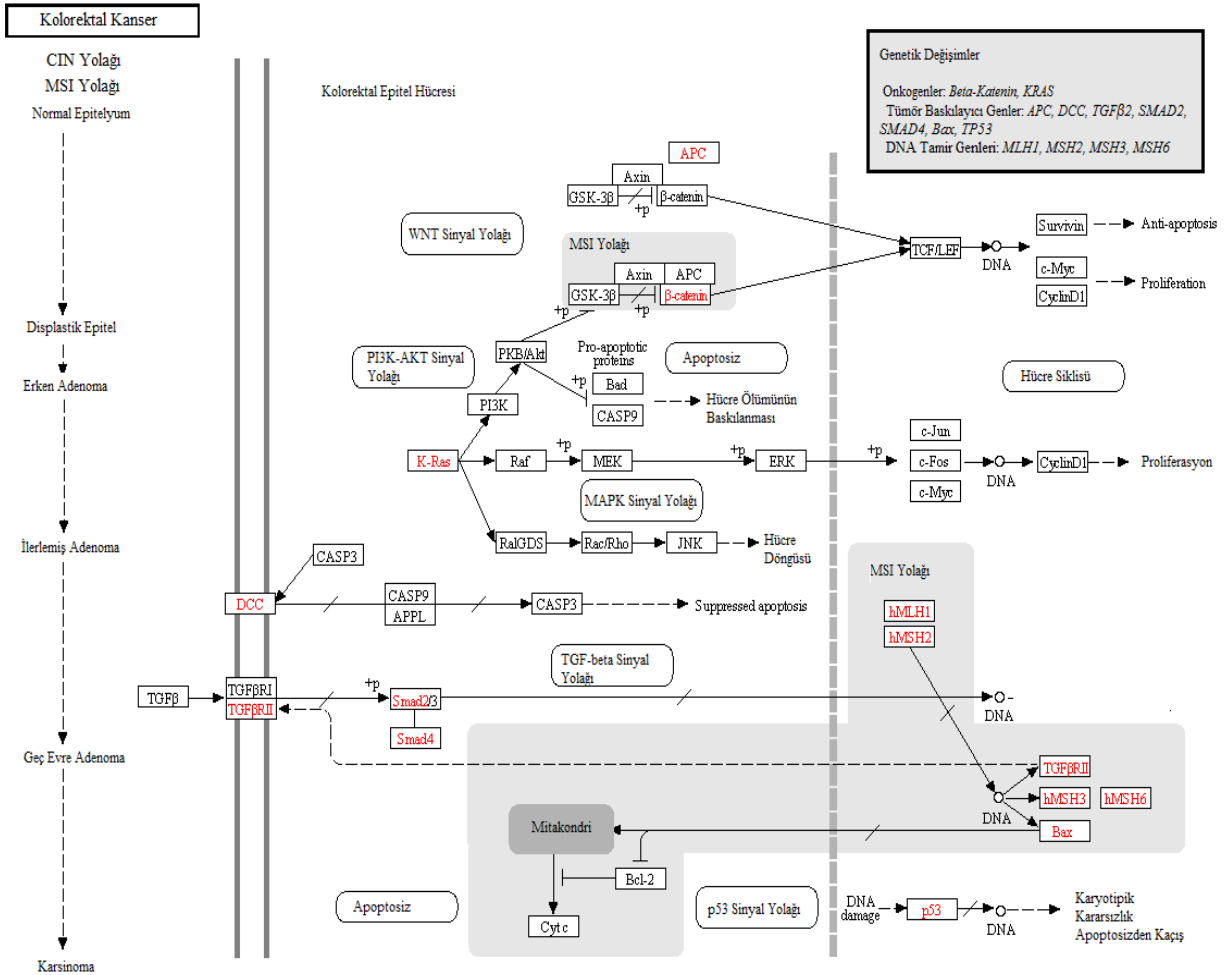 Kolorektal Kanser
CIN Yolağı
MSI Yolağı
Normal Epitelyum
Displastik Epitel
Erken Adenoma
İlerlemiş Adenoma
Geç Evre Adenoma
Karsinoma
Kolorektal Epitel Hücresi
Genetik Değişimler
Onkogenler: Beta-Katenin, KRAS
Tümör Baskılayıcı Genler: APC, DCC, TGFβ2, SMAD2,
SMAD4, Bax, TP53
DNA Tamir Genleri: MLH1, MSH2, MSH3, MSH6
APC
Axin
GSK-3β
β-catenin
+p
WNT Sinyal Yolağı
MSI Yolağı
Axin
APC
GSK-3β
β-catenin
+p
+p
TCF/LEF
DNA
Survivin
Anti-apoptosis
c-Myc
CyclinD1
Proliferation
PI3K-AKT Sinyal
Yolağı
PKB/Akt
Pro-apoptotic
proteins
Apoptosiz
+p
Bad
CASP9
Hücre Ölümünün
Baskılanması
PI3K
Hücre Siklisü
K-Ras
Raf
+p
MEK
+p
ERK
+p
c-Jun
c-Fos
c-Myc
DNA
CyclinD1
Proliferasyon
MAPK Sinyal Yolağı
RalGDS
Rac/Rho
JNK
Hücre
Döngüsü
CASP3
DCC
CASP9
APPL
CASP3
Suppressed apoptosis
MSI Yolağı
hMLH1
hMSH2
TGF-beta Sinyal
Yolağı
TGFβ
TGFβRI
TGFβRII
+p
Smad2/3
Smad4
DNA
TGFβRII
hMSH3
hMSH6
DNA
Bax
Mitakondri
Bcl-2
Cytc
Apoptosiz
p53 Sinyal Yolağı
DNA
damage
p53
DNA
Karyotipik
Kararsızlık
Apoptosizden Kaçış